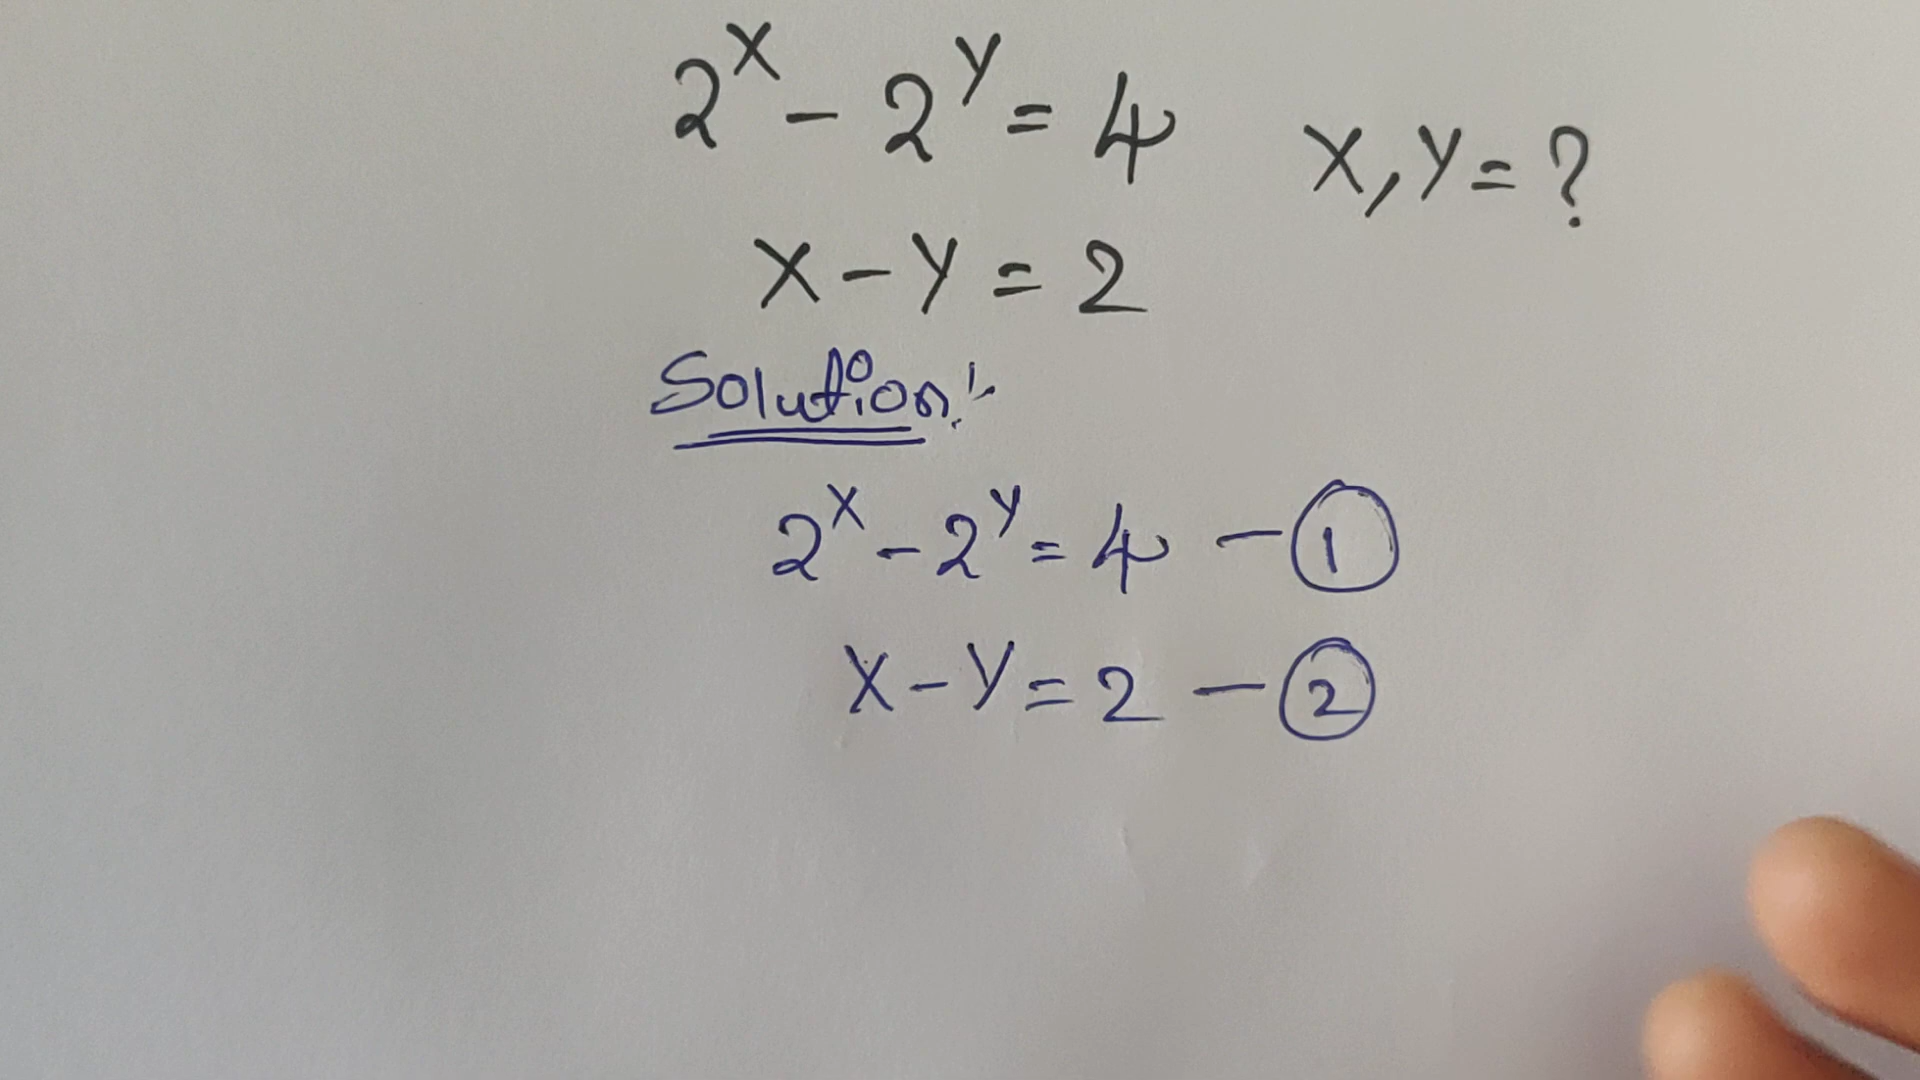 2^x - 2^y = 4
x, y = ?
x - y = 2
Solution:-
2^x - 2^y = 4 - ①
x - y = 2 - ②